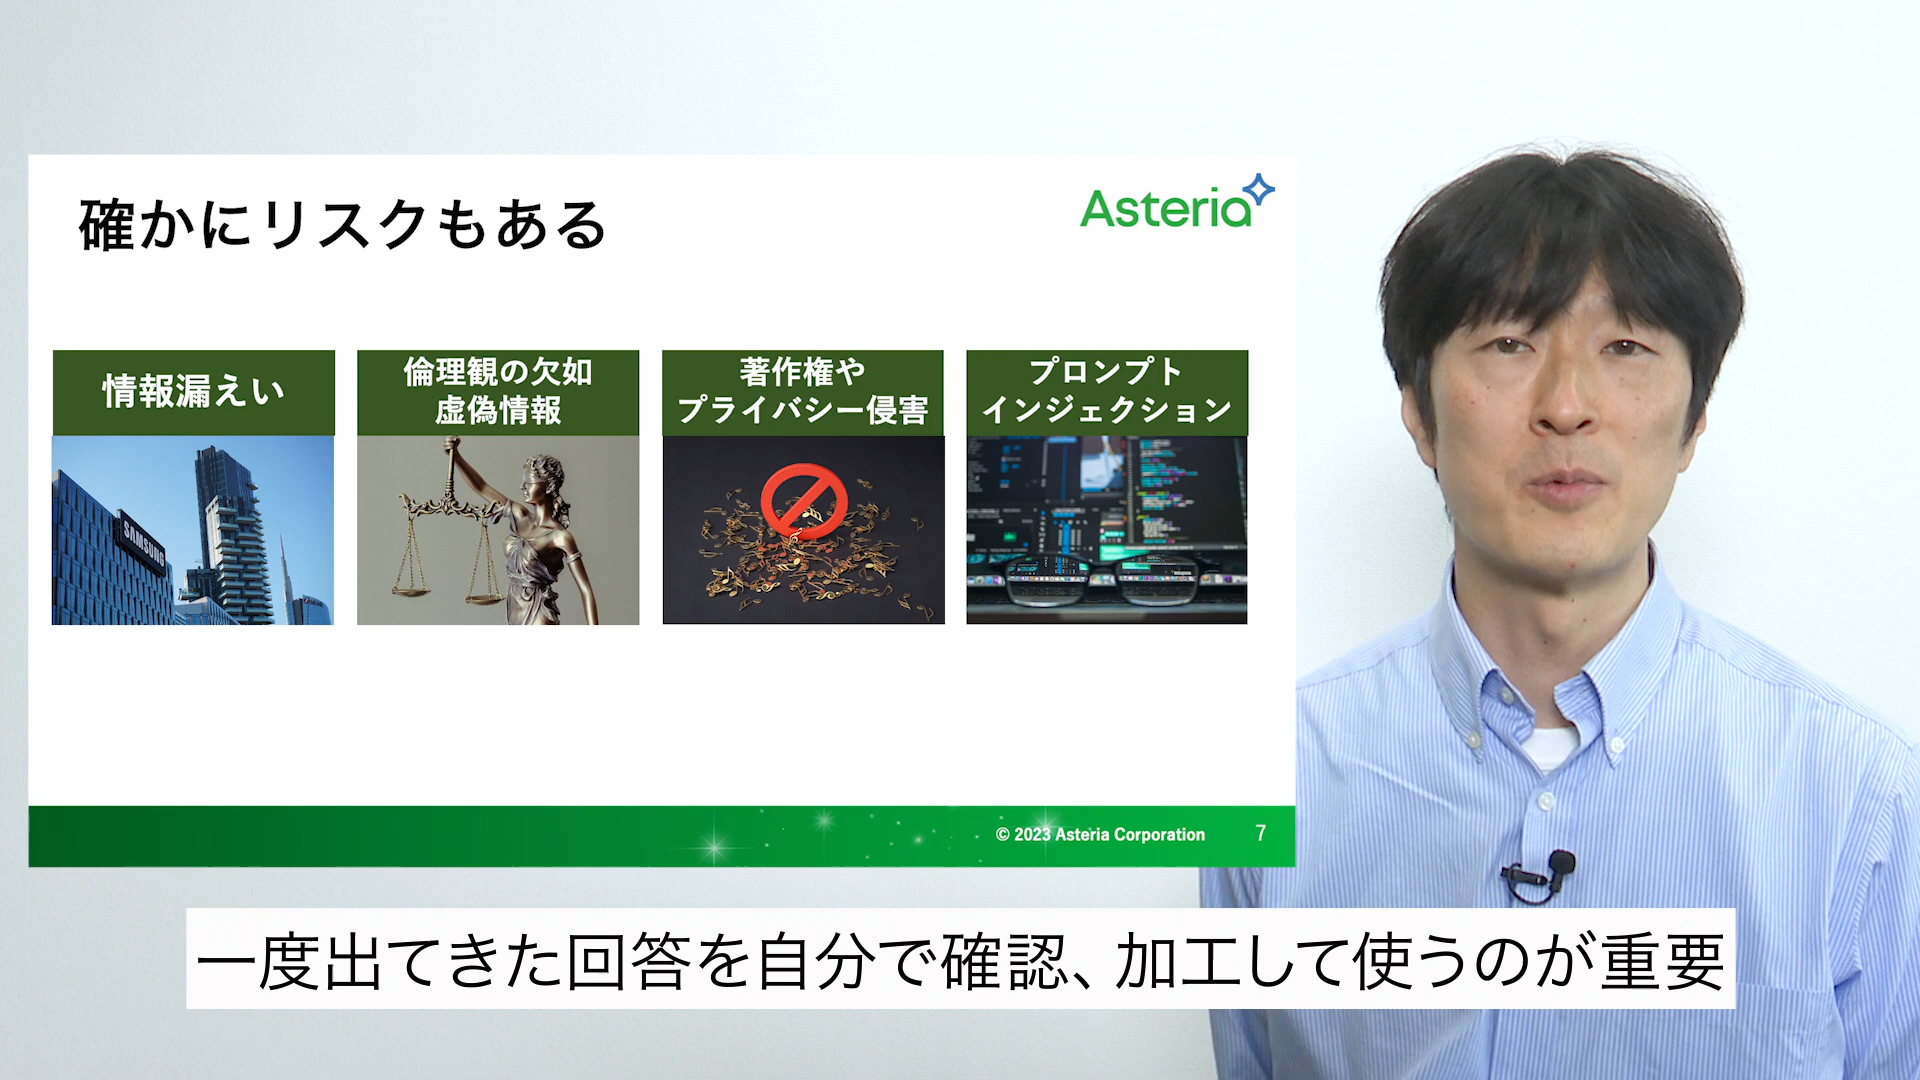 確かにリスクもある
Asteria
情報漏えい
倫理観の欠如
虚偽情報
著作権や
プライバシー侵害
プロンプト
インジェクション
SAMSUNG
© 2023 Asteria Corporation
7
一度出てきた回答を自分で確認、加工して使うのが重要